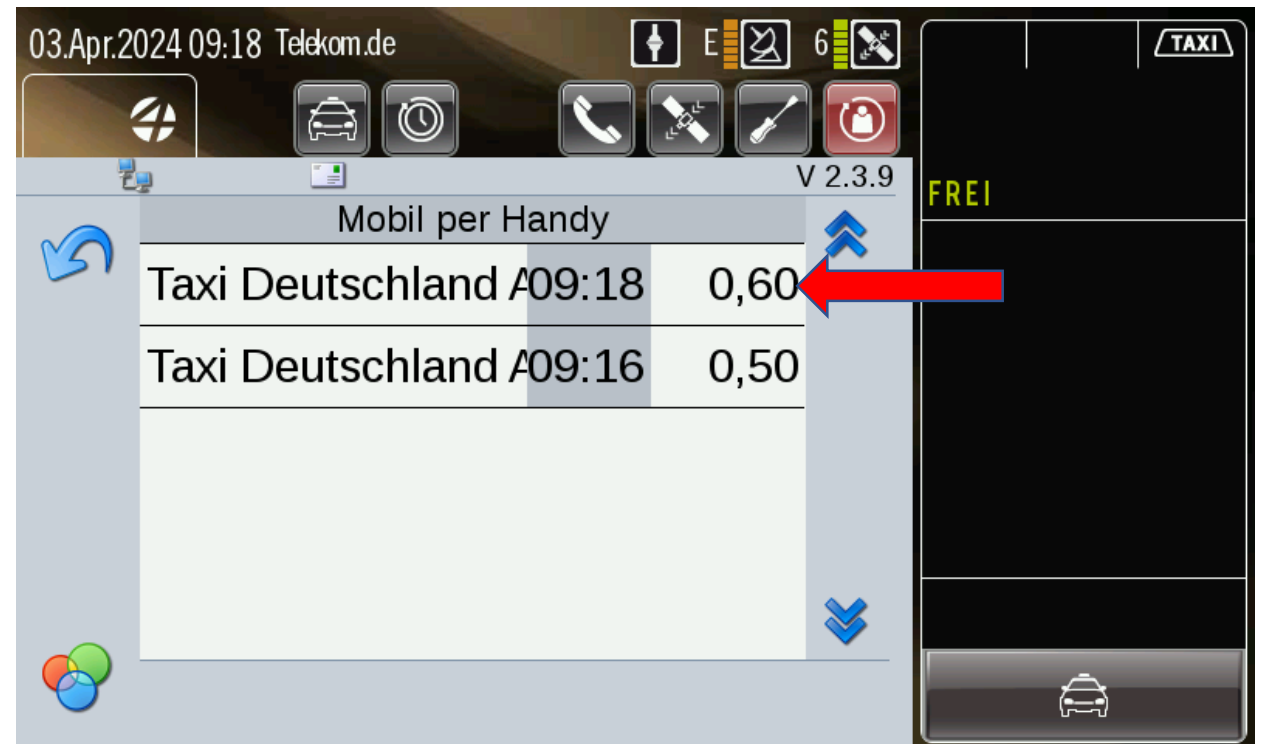 03.Apr.2024 09:18 Telekom.de E 6 TAXI
V 2.3.9
FREI
Mobil per Handy
Taxi Deutschland A 09:18 0,60
Taxi Deutschland A 09:16 0,50